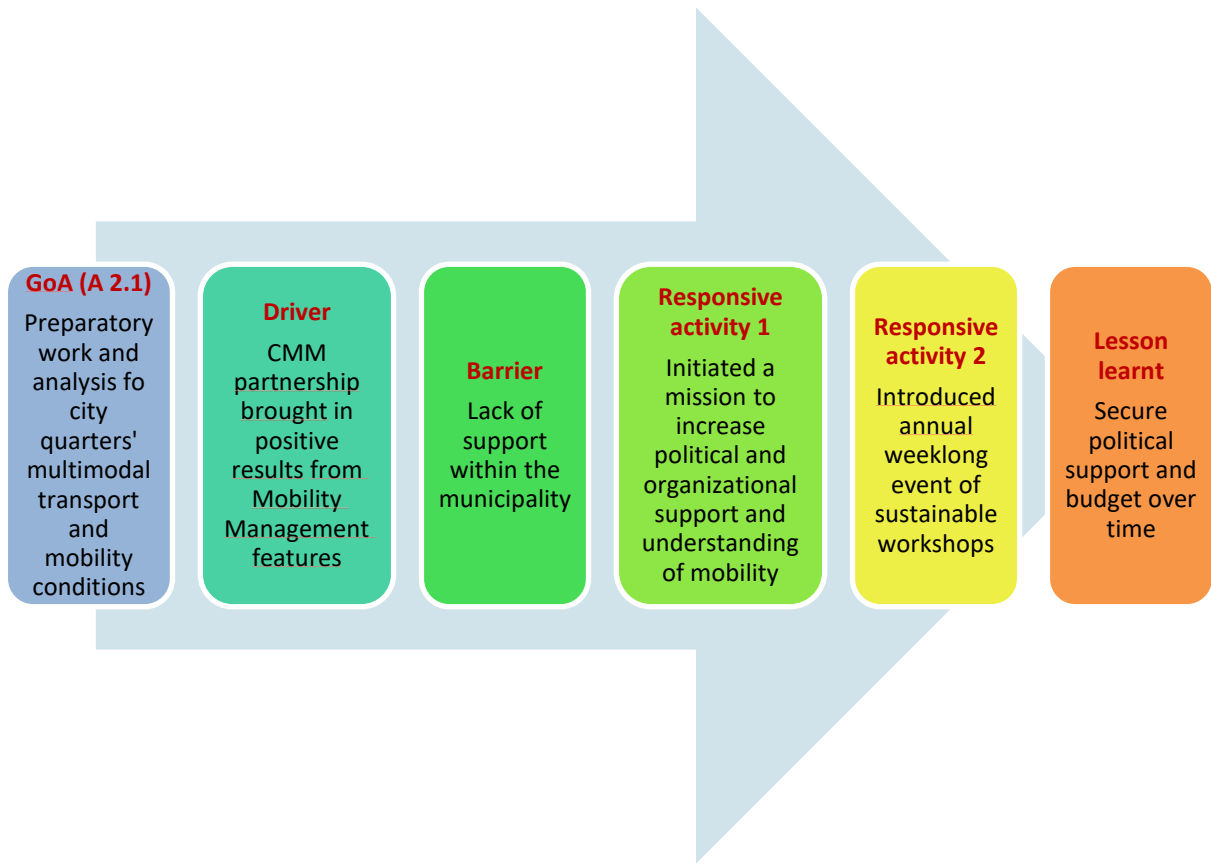 GoA (A 2.1)
Preparatory
work and
analysis fo
city
quarters'
multimodal
transport
and
mobility
conditions
Driver
CMM
partnership
brought in
positive
results from
Mobility
Management
features
Barrier
Lack of
support
within the
municipality
Responsive
activity 1
Initiated a
mission to
increase
political and
organizational
support and
understanding
of mobility
Responsive
activity 2
Introduced
annual
weeklong
event of
sustainable
workshops
Lesson
learnt
Secure
political
support and
budget over
time